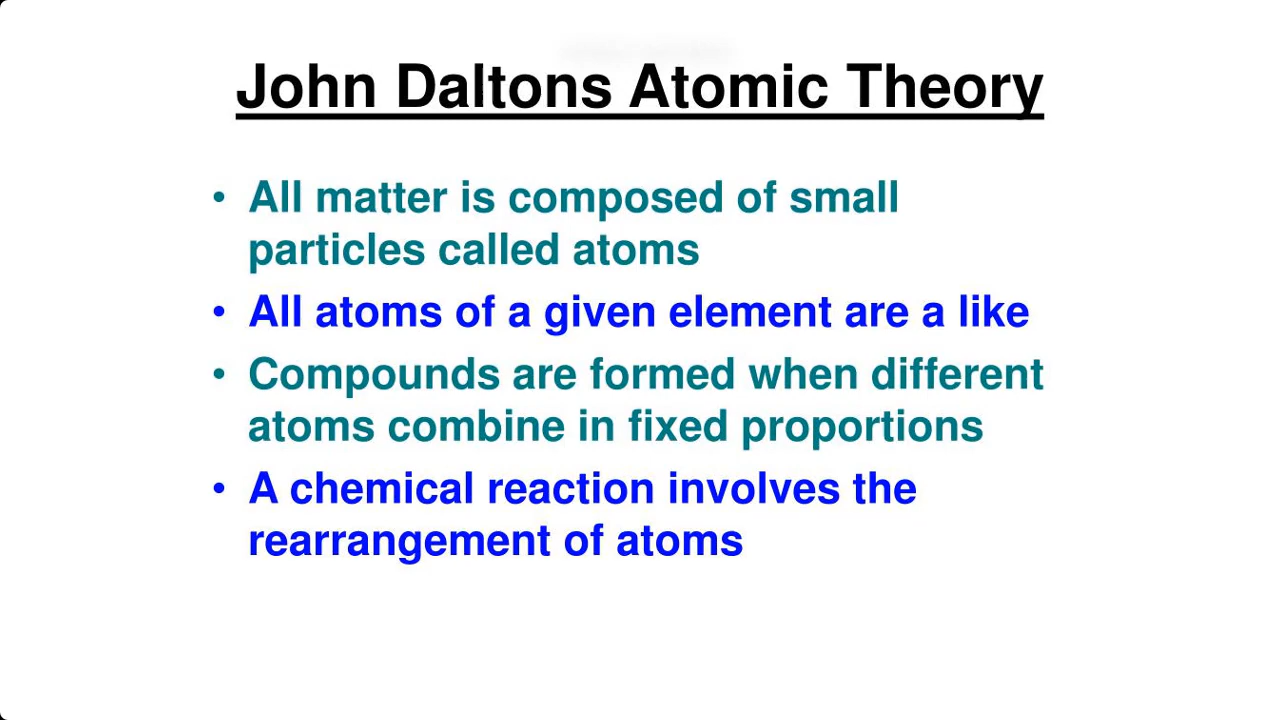 John Daltons Atomic Theory
• All matter is composed of small
particles called atoms
• All atoms of a given element are a like
• Compounds are formed when different
atoms combine in fixed proportions
• A chemical reaction involves the
rearrangement of atoms